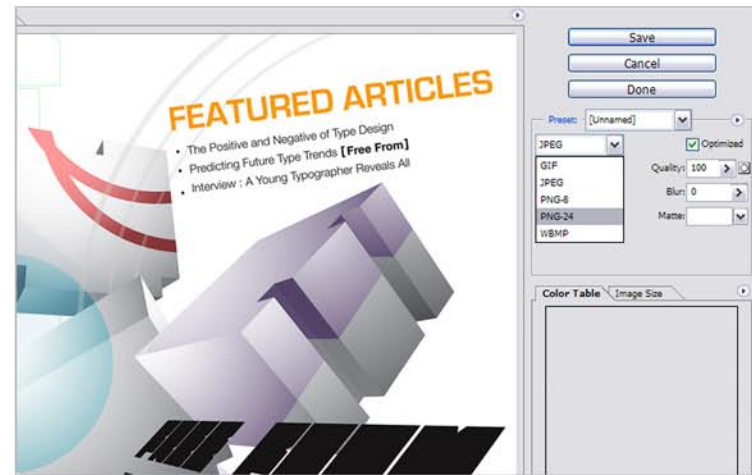 FEATURED ARTICLES
• The Positive and Negative of Type Design
• Predicting Future Type Trends [Free From]
• Interview : A Young Typographer Reveals All
Save
Cancel
Done
Preset: [Unnamed]
JPEG
Optimized
GIF
JPEG
PNG-8
PNG-24
WBMP
Quality: 100
Blur: 0
Matte:
Color Table
Image Size